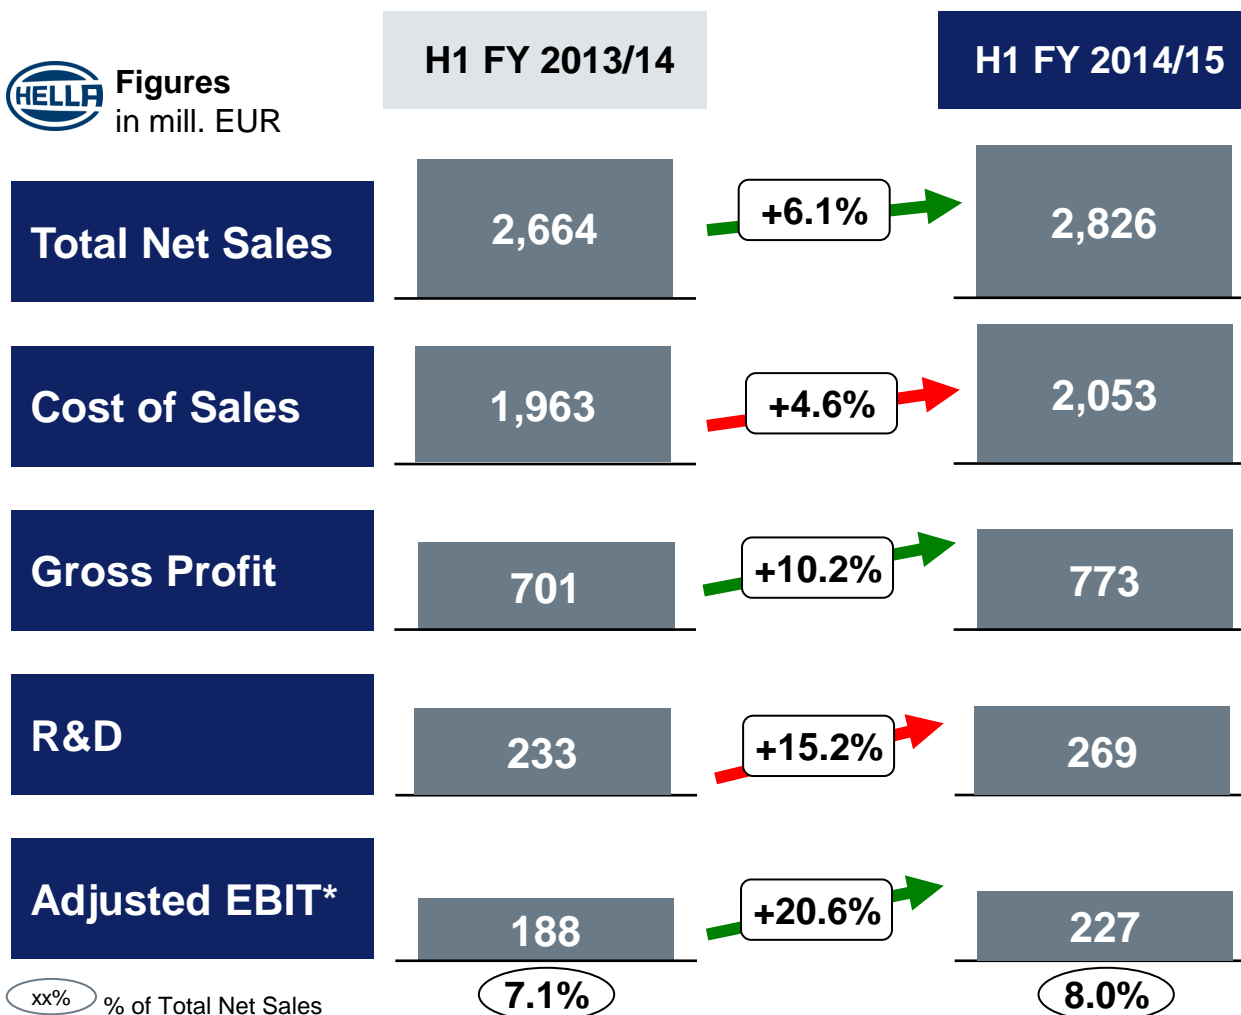 H1 FY 2013/14
H1 FY 2014/15
HELLA
Figures
in mill. EUR
Total Net Sales
2,664
+6.1%
2,826
Cost of Sales
1,963
+4.6%
2,053
Gross Profit
701
+10.2%
773
R&D
233
+15.2%
269
Adjusted EBIT*
188
+20.6%
227
xx%
% of Total Net Sales
7.1%
8.0%